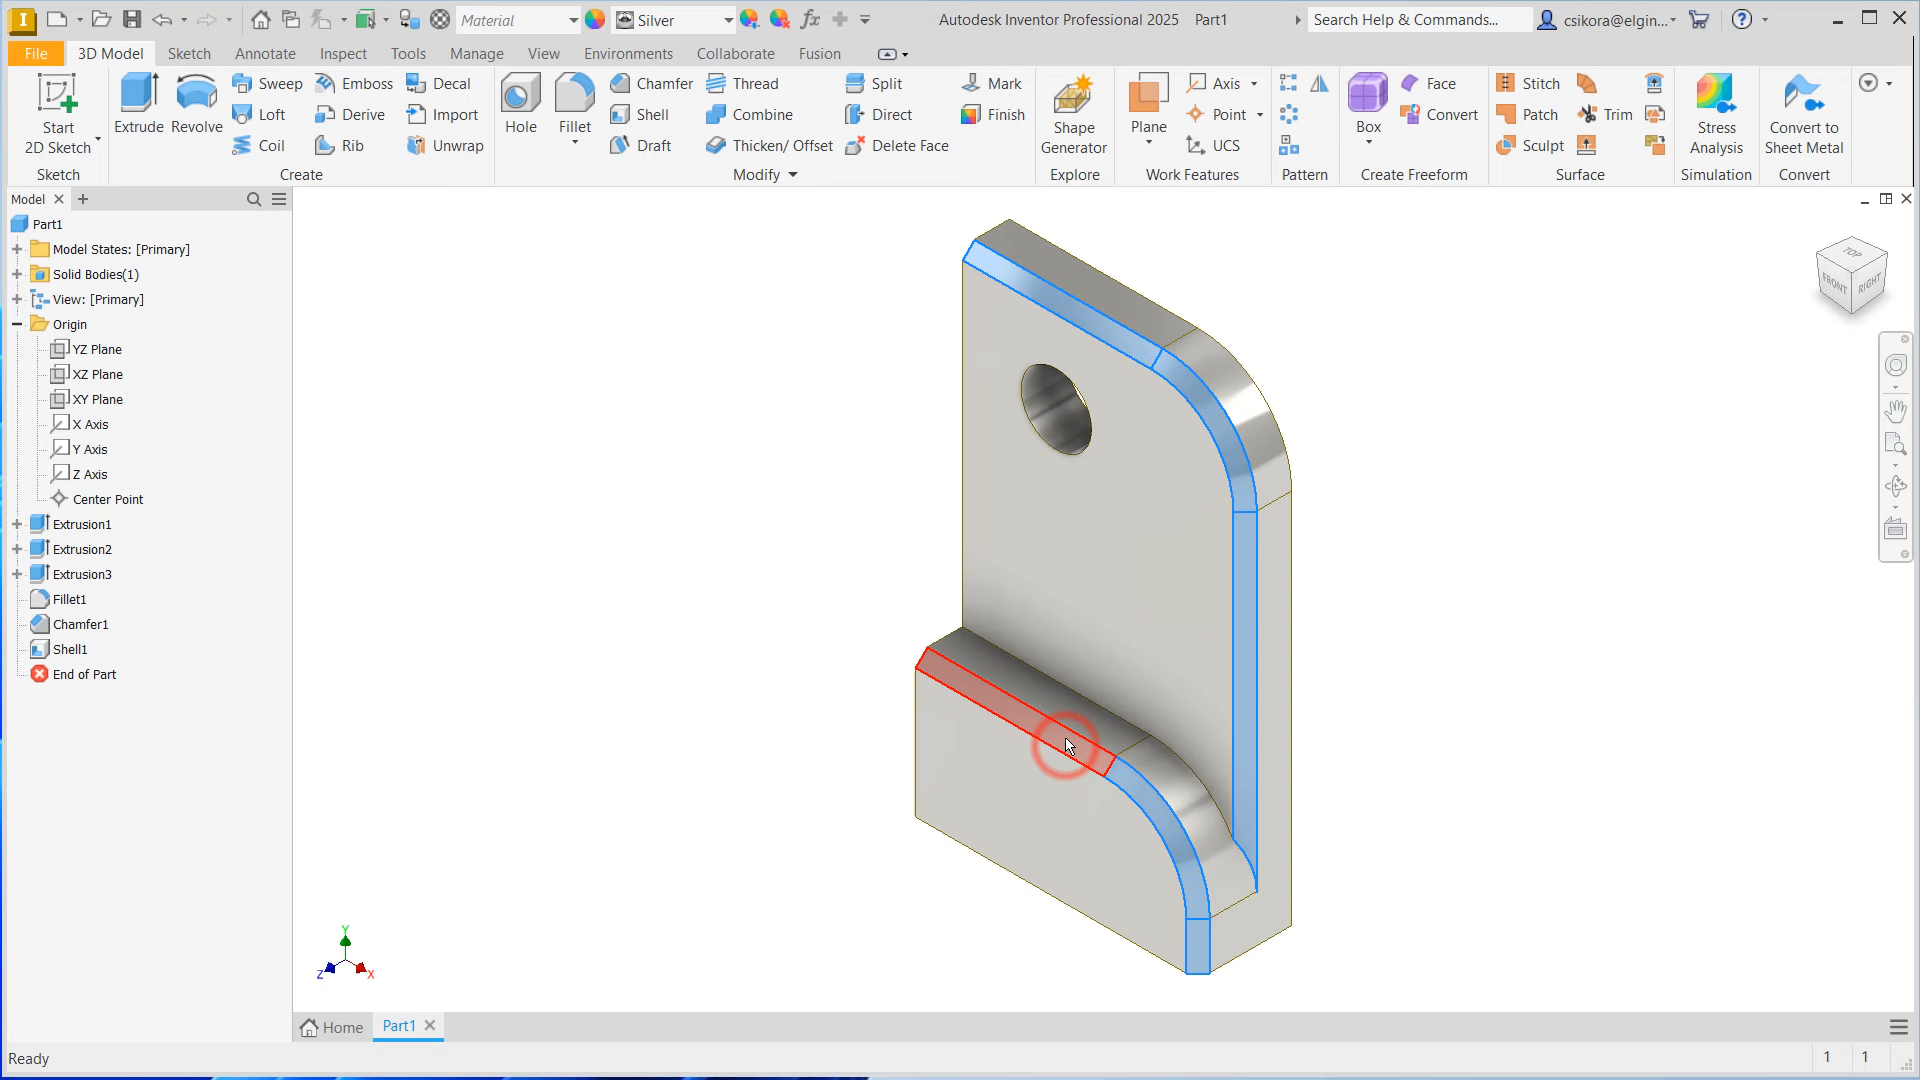 Material
Silver
fx
Autodesk Inventor Professional 2025 Part1
Search Help & Commands...
csikora@elgin...
File
3D Model
Sketch
Annotate
Inspect
Tools
Manage
View
Environments
Collaborate
Fusion
Start
2D Sketch
Sketch
Extrude
Revolve
Sweep
Loft
Coil
Emboss
Derive
Rib
Decal
Import
Unwrap
Create
Hole
Fillet
Chamfer
Shell
Draft
Thread
Combine
Thicken/ Offset
Split
Direct
Delete Face
Mark
Finish
Modify
Shape
Generator
Explore
Plane
Axis
Point
UCS
Work Features
Pattern
Box
Face
Convert
Create Freeform
Stitch
Patch
Sculpt
Trim
Surface
Stress
Analysis
Simulation
Convert to
Sheet Metal
Convert
Model
Part1
Model States: [Primary]
Solid Bodies(1)
View: [Primary]
Origin
YZ Plane
XZ Plane
XY Plane
X Axis
Y Axis
Z Axis
Center Point
Extrusion1
Extrusion2
Extrusion3
Fillet1
Chamfer1
Shell1
End of Part
TOP
FRONT
RIGHT
Y
Z
X
Home
Part1
Ready
1
1